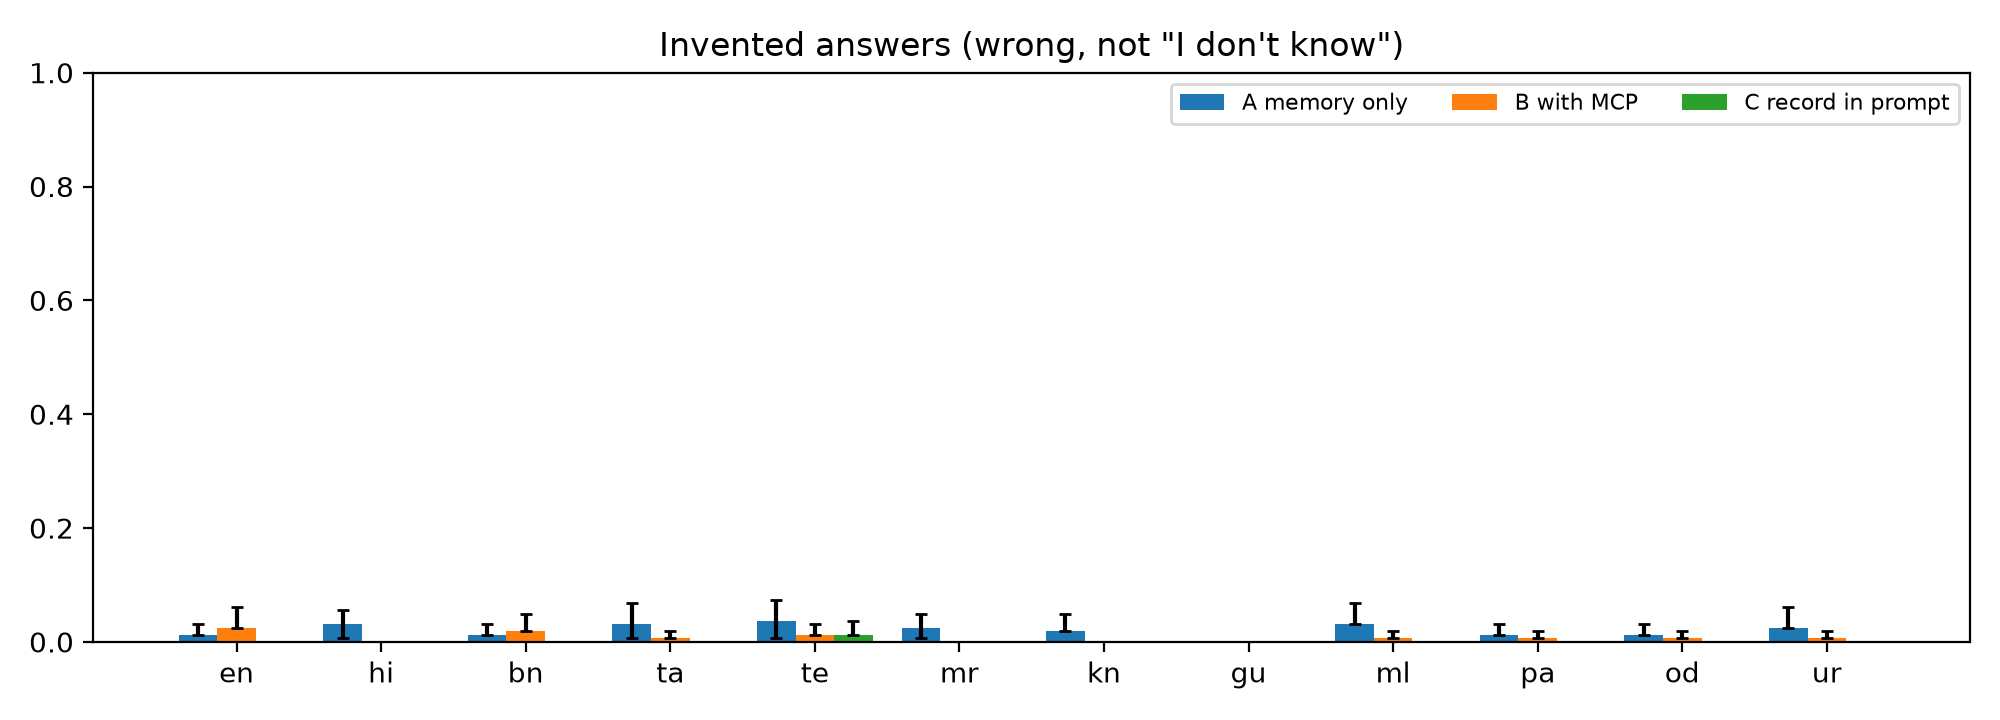 Invented answers (wrong, not "I don't know")
1.0
A memory only B with MCP C record in prompt
0.8
0.6
0.4
0.2
0.0
en hi bn ta te mr kn gu ml pa od ur